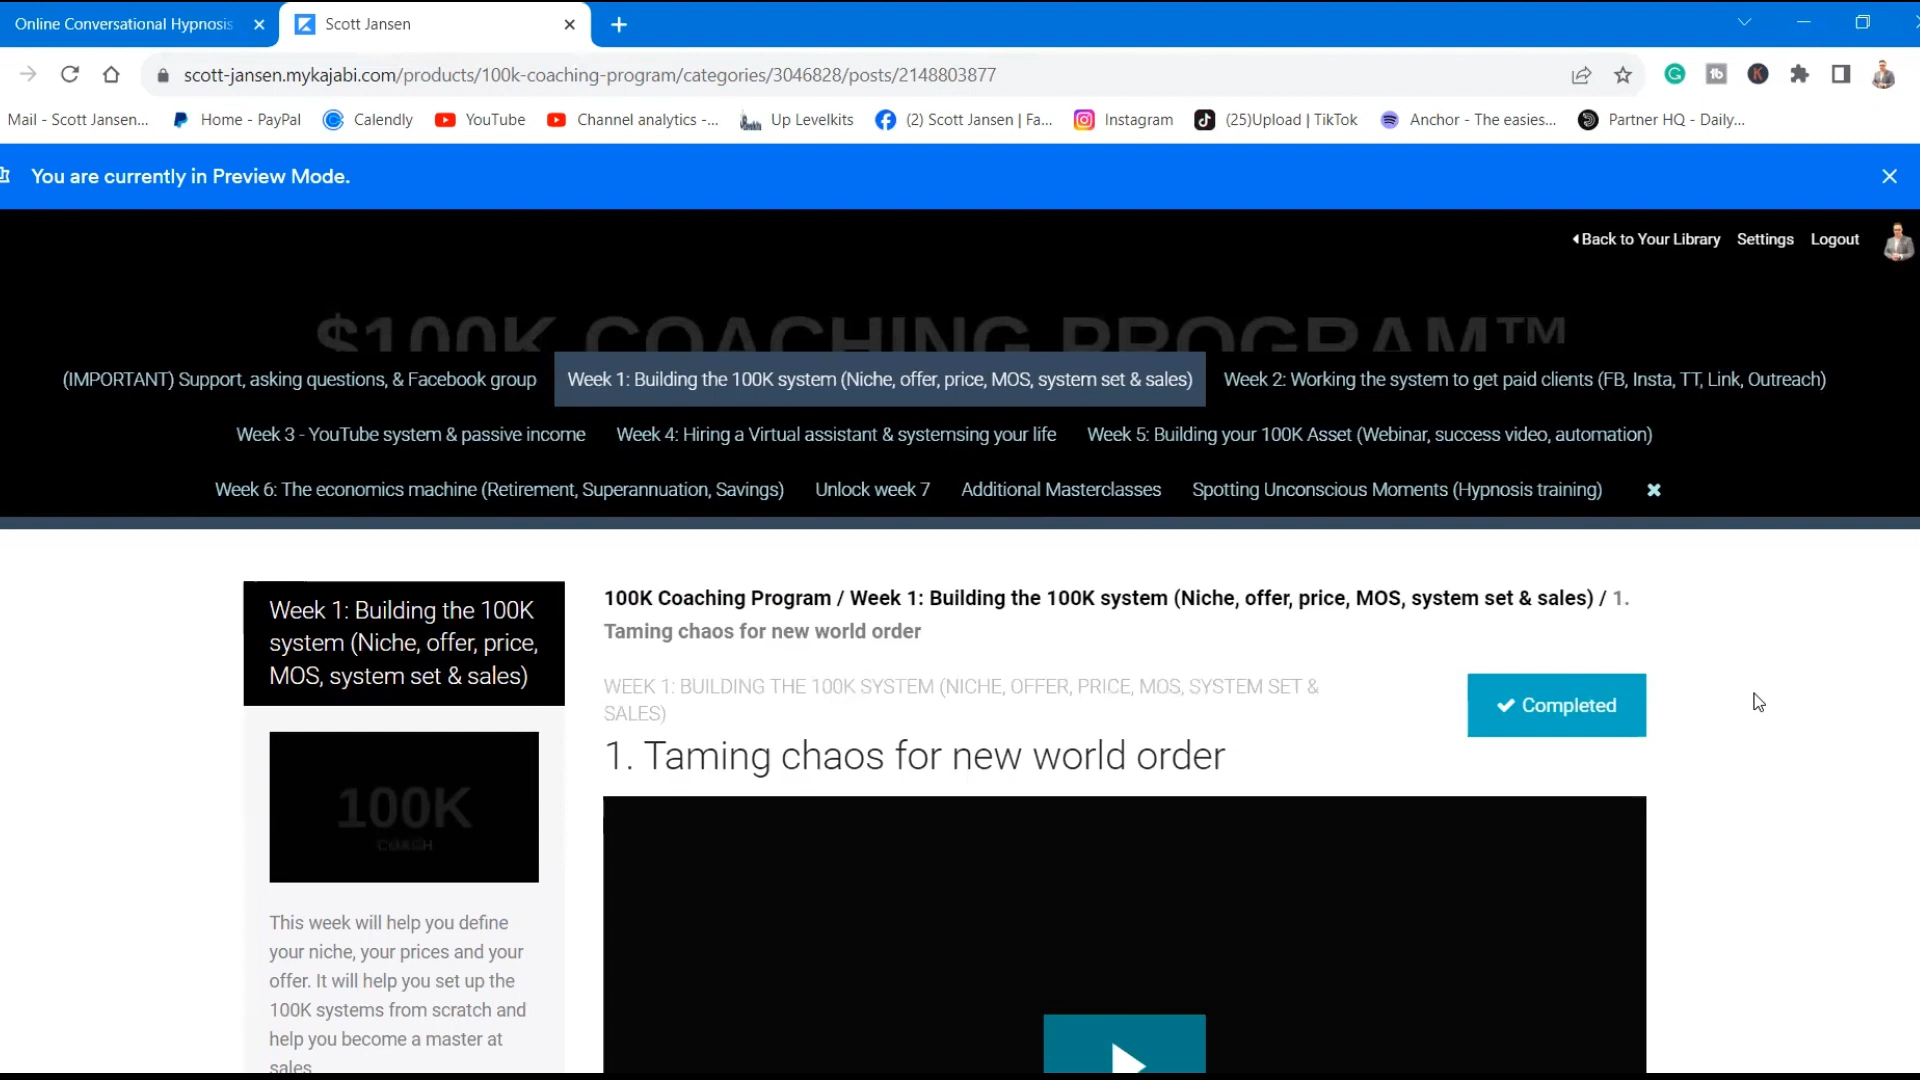 Online Conversational Hypnosis
Scott Jansen
scott-jansen.mykajabi.com/products/100k-coaching-program/categories/3046828/posts/2148803877
Mail - Scott Jansen... Home - PayPal Calendly YouTube Channel analytics -... Up Levelkits (2) Scott Jansen | Fa... Instagram (25)Upload | TikTok Anchor - The easies... Partner HQ - Daily...
You are currently in Preview Mode.
Back to Your Library Settings Logout
$100K COACHING PROGRAM™
(IMPORTANT) Support, asking questions, & Facebook group Week 1: Building the 100K system (Niche, offer, price, MOS, system set & sales) Week 2: Working the system to get paid clients (FB, Insta, TT, Link, Outreach)
Week 3 - YouTube system & passive income Week 4: Hiring a Virtual assistant & systemsing your life Week 5: Building your 100K Asset (Webinar, success video, automation)
Week 6: The economics machine (Retirement, Superannuation, Savings) Unlock week 7 Additional Masterclasses Spotting Unconscious Moments (Hypnosis training)
Week 1: Building the 100K
system (Niche, offer, price,
MOS, system set & sales)
100K
COACH
This week will help you define
your niche, your prices and your
offer. It will help you set up the
100K systems from scratch and
help you become a master at
sales
100K Coaching Program / Week 1: Building the 100K system (Niche, offer, price, MOS, system set & sales) / 1.
Taming chaos for new world order
WEEK 1: BUILDING THE 100K SYSTEM (NICHE, OFFER, PRICE, MOS, SYSTEM SET &
SALES)
Completed
1. Taming chaos for new world order